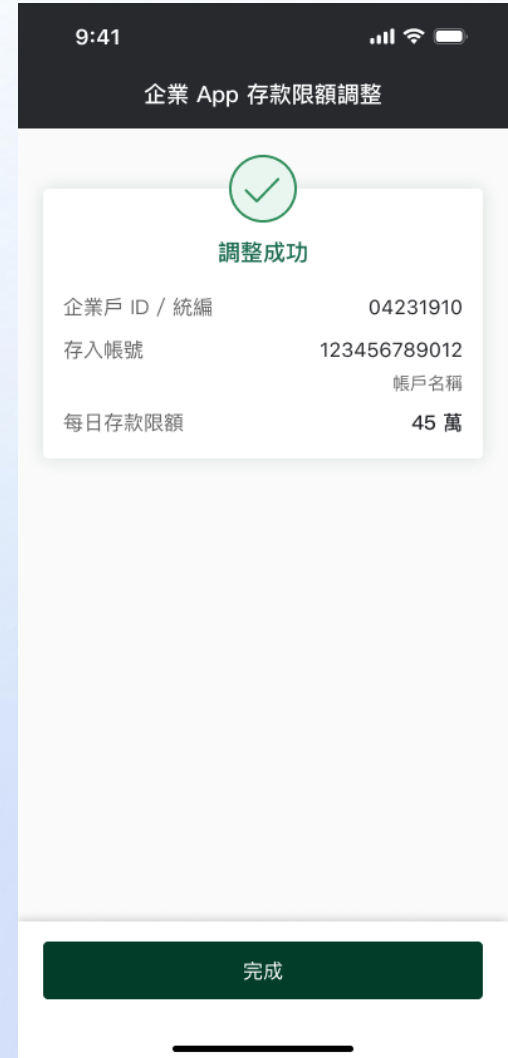 9:41
企業 App 存款限額調整
調整成功
企業戶 ID / 統編 04231910
存入帳號 123456789012
帳戶名稱
每日存款限額 45 萬
完成